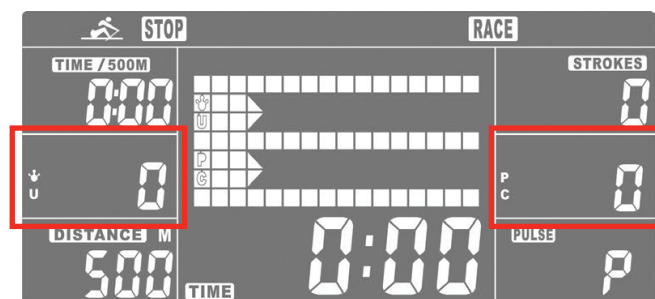 STOP RACE
TIME / 500M
0:00
U 0
DISTANCE M
500
U
P
C
TIME 0:00
STROKES
0
P
C 0
PULSE
P